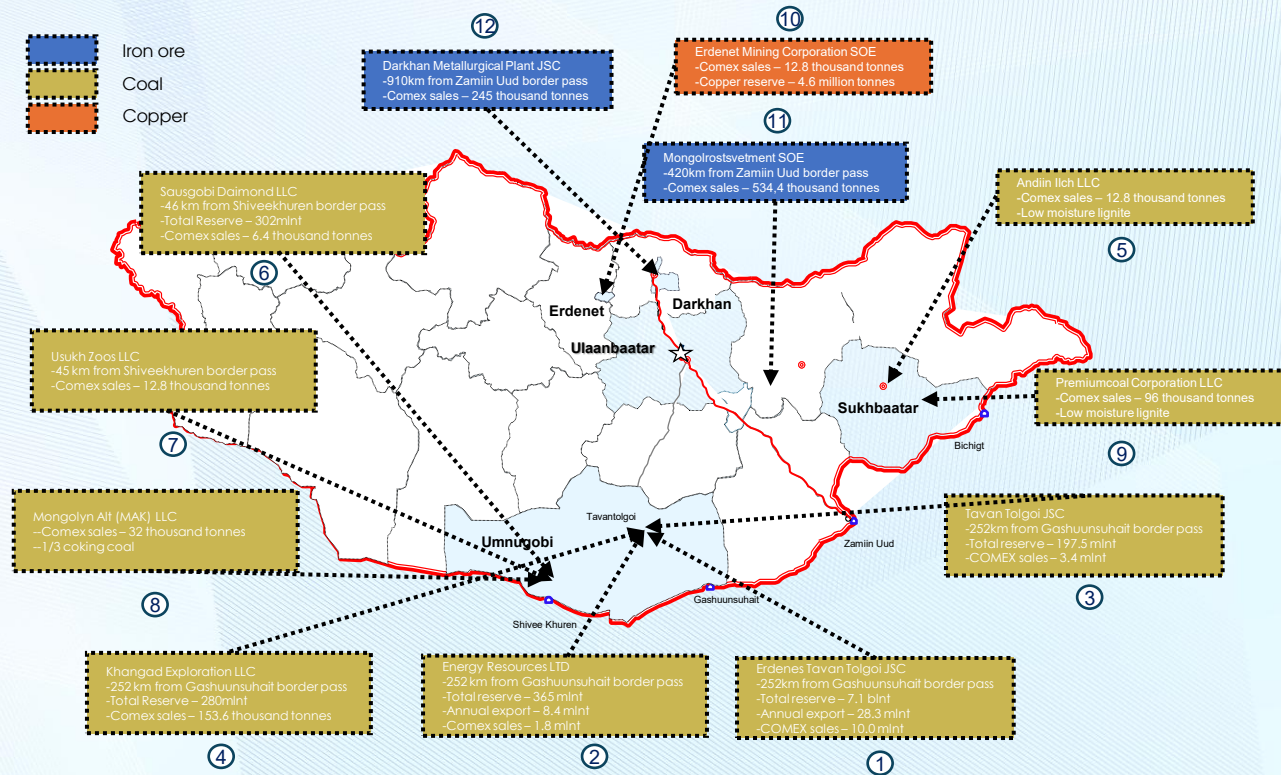 Iron ore
Coal
Copper
12
Darkhan Metallurgical Plant JSC
-910km from Zamiin Uud border pass
-Comex sales – 245 thousand tonnes
10
Erdenet Mining Corporation SOE
-Comex sales – 12.8 thousand tonnes
-Copper reserve – 4.6 million tonnes
11
Mongolrostsvetment SOE
-420km from Zamiin Uud border pass
-Comex sales – 534,4 thousand tonnes
Sausgobi Daimond LLC
-46 km from Shiveekhuren border pass
-Total Reserve – 302mlnt
-Comex sales – 6.4 thousand tonnes
6
Andiin Ilch LLC
-Comex sales – 12.8 thousand tonnes
-Low moisture lignite
5
Usukh Zoos LLC
-45 km from Shiveekhuren border pass
-Comex sales – 12.8 thousand tonnes
7
Premiumcoal Corporation LLC
-Comex sales – 96 thousand tonnes
-Low moisture lignite
9
Mongolyn Alt (MAK) LLC
--Comex sales – 32 thousand tonnes
--1/3 coking coal
8
Tavan Tolgoi JSC
-252km from Gashuunsuhait border pass
-Total reserve – 197.5 mlnt
-COMEX sales – 3.4 mlnt
3
Erdenet
Darkhan
Ulaanbaatar
Sukhbaatar
Bichigt
Tavantolgoi
Umnugobi
Zamiin Uud
Gashuunsuhait
Shivee Khuren
Khangad Exploration LLC
-252 km from Gashuunsuhait border pass
-Total Reserve – 280mlnt
-Comex sales – 153.6 thousand tonnes
4
Energy Resources LTD
-252 km from Gashuunsuhait border pass
-Total reserve – 365 mlnt
-Annual export – 8.4 mlnt
-Comex sales – 1.8 mlnt
2
Erdenes Tavan Tolgoi JSC
-252km from Gashuunsuhait border pass
-Total reserve – 7.1 blnt
-Annual export – 28.3 mlnt
-COMEX sales – 10.0 mlnt
1